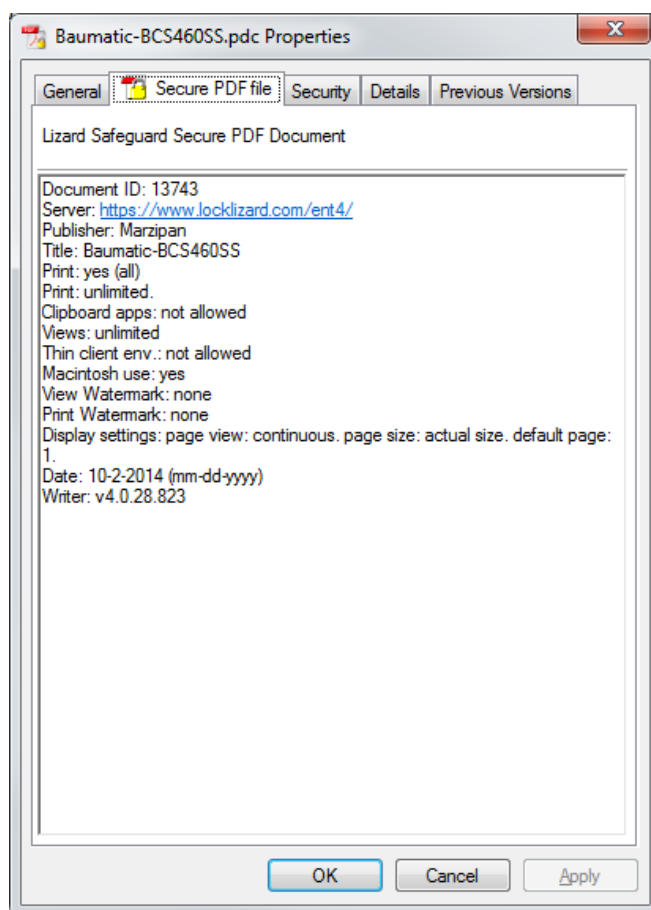 Baumatic-BCS460SS.pdc Properties
X
General Secure PDF file Security Details Previous Versions
Lizard Safeguard Secure PDF Document
Document ID: 13743
Server: https://www.locklizard.com/ent4/
Publisher: Marzipan
Title: Baumatic-BCS460SS
Print: yes (all)
Print: unlimited.
Clipboard apps: not allowed
Views: unlimited
Thin client env.: not allowed
Macintosh use: yes
View Watermark: none
Print Watermark: none
Display settings: page view: continuous. page size: actual size. default page:
1.
Date: 10-2-2014 (mm-dd-yyyy)
Writer: v4.0.28.823
OK Cancel Apply